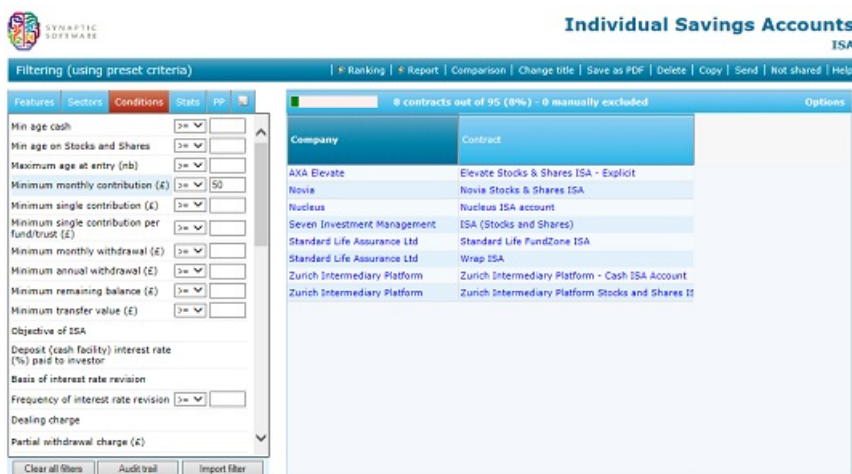 SYNAPTIC
SOFTWARE
Individual Savings Accounts
ISA
Filtering (using preset criteria)
| Ranking | Report | Comparison | Change title | Save as PDF | Delete | Copy | Send | Not shared | Help
Features Sectors Conditions Stats PP
8 contracts out of 95 (8%) - 0 manually excluded
Options
Min age cash >=
Min age on Stocks and Shares >=
Maximum age at entry (nb) >=
Minimum monthly contribution (£) >= 50
Minimum single contribution (£) >=
Minimum single contribution per
fund/trust (£) >=
Minimum monthly withdrawal (£) >=
Minimum annual withdrawal (£) >=
Minimum remaining balance (£) >=
Minimum transfer value (£) >=
Objective of ISA
Deposit (cash facility) interest rate
(%) paid to investor
Basis of interest rate revision
Frequency of interest rate revision >=
Dealing charge
Partial withdrawal charge (£)
Clear all filters Audit trail Import filter
Company Contract
AXA Elevate Elevate Stocks & Shares ISA - Explicit
Novia Novia Stocks & Shares ISA
Nucleus Nucleus ISA account
Seven Investment Management ISA (Stocks and Shares)
Standard Life Assurance Ltd Standard Life FundZone ISA
Standard Life Assurance Ltd Wrap ISA
Zurich Intermediary Platform Zurich Intermediary Platform - Cash ISA Account
Zurich Intermediary Platform Zurich Intermediary Platform Stocks and Shares IS